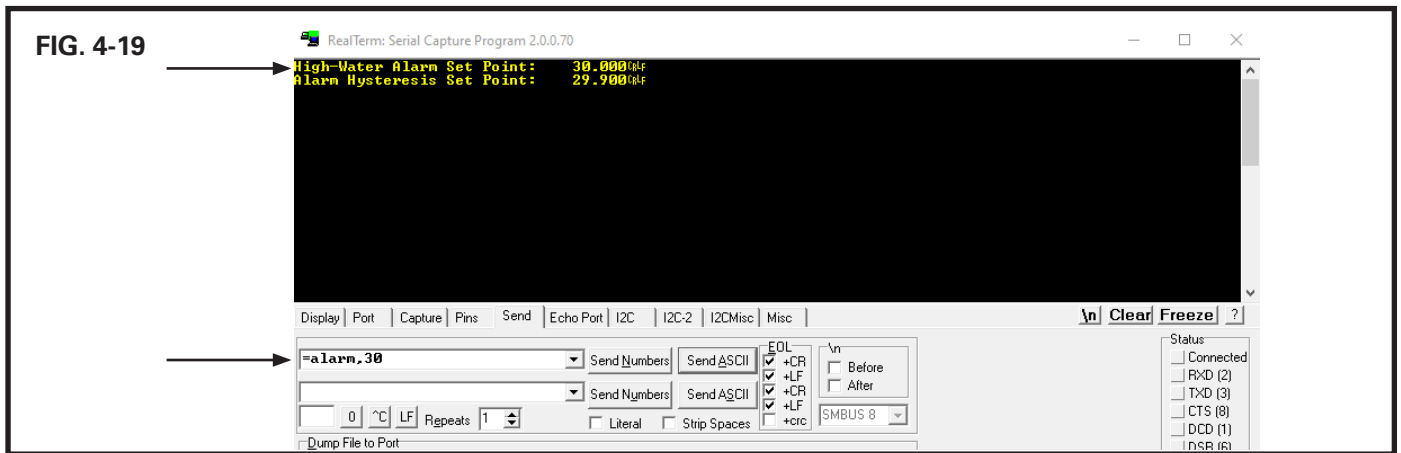 FIG. 4-19
RealTerm: Serial Capture Program 2.0.0.70
High-Water Alarm Set Point: 30.000CRLF
Alarm Hysteresis Set Point: 29.900CRLF
Display Port Capture Pins Send Echo Port I2C I2C-2 I2CMisc Misc \n Clear Freeze ?
=alarm,30 Send Numbers Send ASCII
Send Numbers Send ASCII
0 ^C LF Repeats 1 Literal Strip Spaces
EOL
+CR
+LF
+CR
+LF
+crc
\n
Before
After
SMBUS 8
Status
Connected
RXD (2)
TXD (3)
CTS (8)
DCD (1)
DSR (6)
Dump File to Port